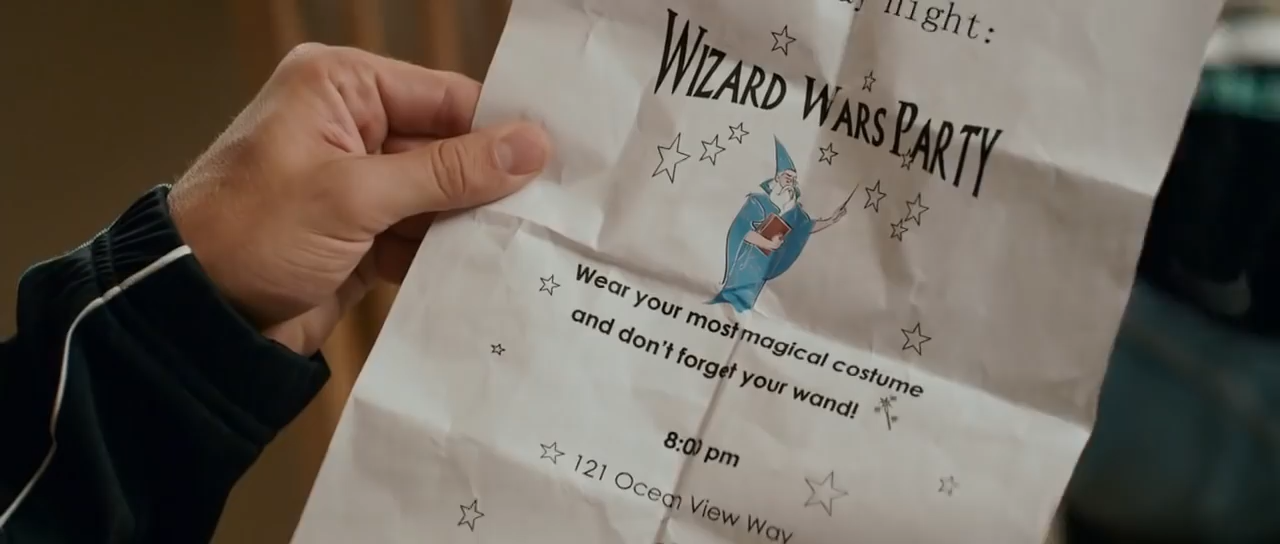 night:
WIZARD WARS PARTY
Wear your most magical costume
and don't forget your wand!
8:00 pm
121 Ocean View Way